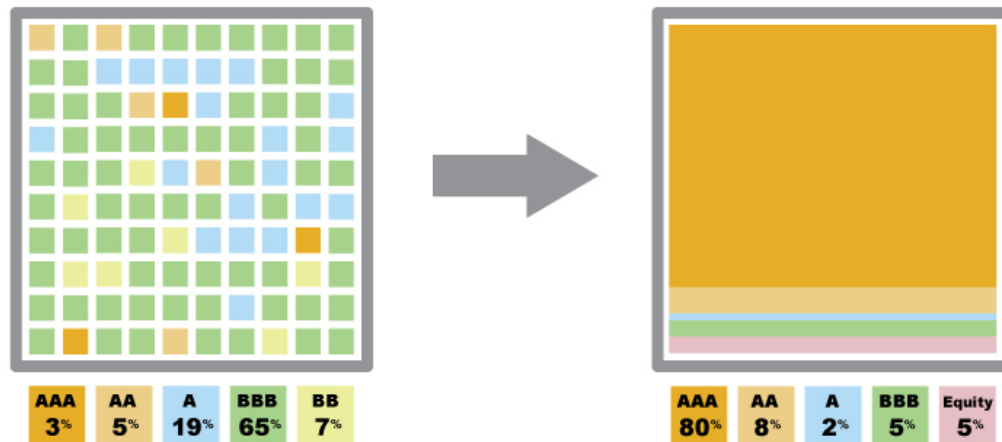 AAA AA A BBB BB
3% 5% 19% 65% 7%
AAA AA A BBB Equity
80% 8% 2% 5% 5%